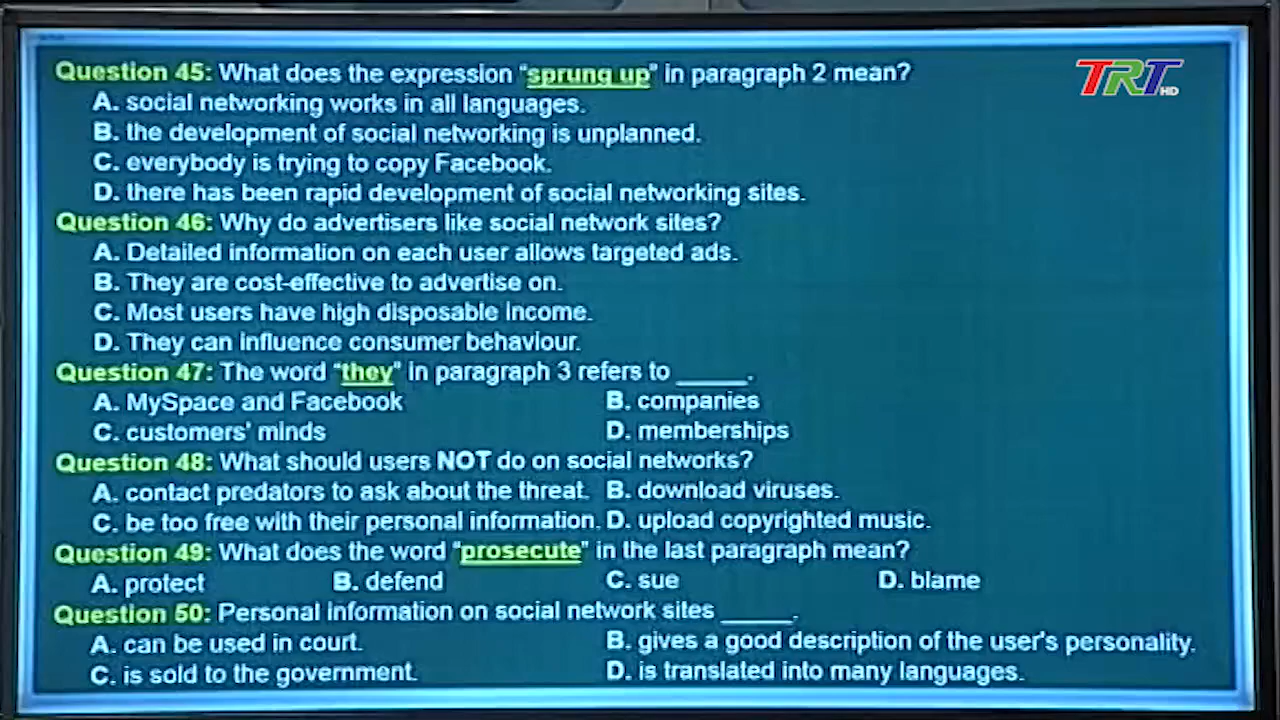 TRT HD
Question 45: What does the expression "sprung up" in paragraph 2 mean?
A. social networking works in all languages.
B. the development of social networking is unplanned.
C. everybody is trying to copy Facebook.
D. there has been rapid development of social networking sites.
Question 46: Why do advertisers like social network sites?
A. Detailed information on each user allows targeted ads.
B. They are cost-effective to advertise on.
C. Most users have high disposable income.
D. They can influence consumer behaviour.
Question 47: The word "they" in paragraph 3 refers to _____.
A. MySpace and Facebook B. companies
C. customers' minds D. memberships
Question 48: What should users NOT do on social networks?
A. contact predators to ask about the threat. B. download viruses.
C. be too free with their personal information. D. upload copyrighted music.
Question 49: What does the word "prosecute" in the last paragraph mean?
A. protect B. defend C. sue D. blame
Question 50: Personal information on social network sites _____.
A. can be used in court. B. gives a good description of the user's personality.
C. is sold to the government. D. is translated into many languages.